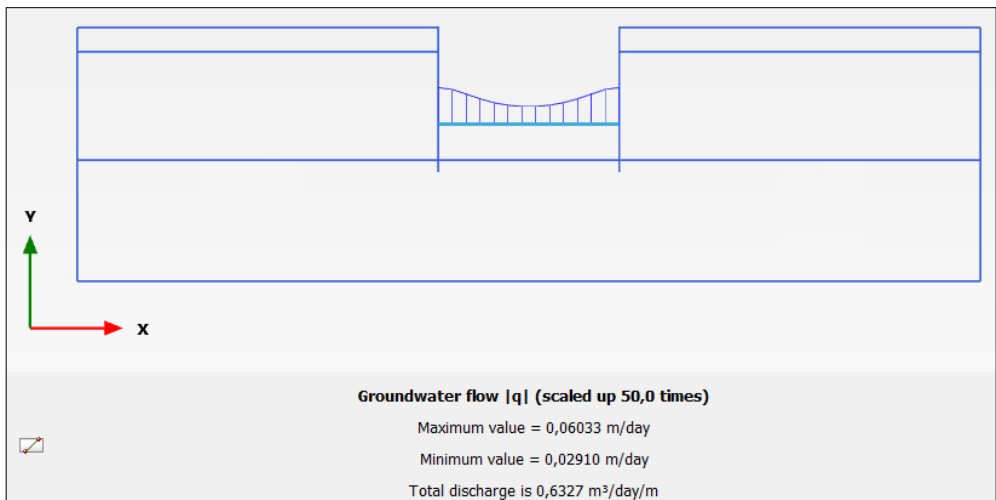 Y
X
Groundwater flow |q| (scaled up 50,0 times)
Maximum value = 0,06033 m/day
Minimum value = 0,02910 m/day
Total discharge is 0,6327 m³/day/m